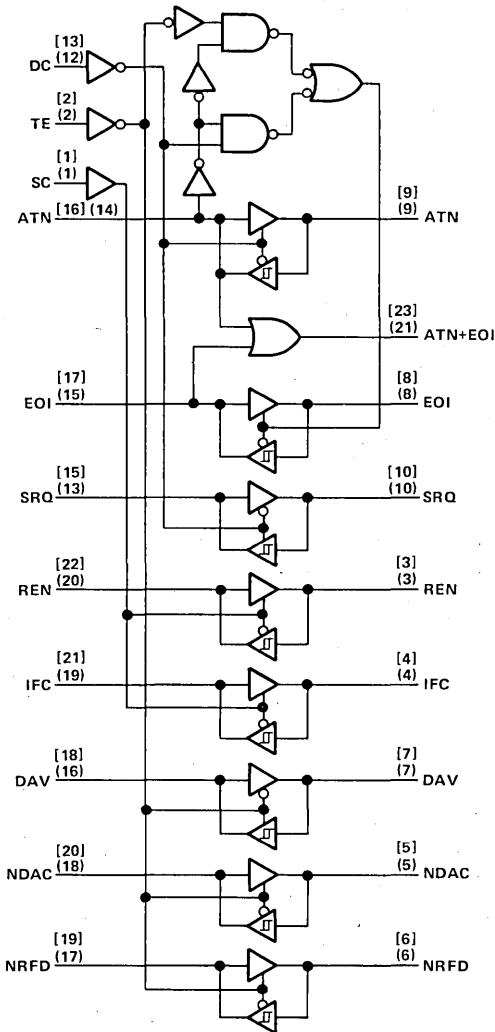 [13]
DC (12)
[2]
TE (2)
[1]
SC (1)
ATN [16] (14)
[9]
(9) ATN
[23]
(21) ATN+EOI
[17]
EOI (15)
[8]
(8) EOI
[15]
SRQ (13)
[10]
(10) SRQ
[22]
REN (20)
[3]
(3) REN
[21]
IFC (19)
[4]
(4) IFC
[18]
DAV (16)
[7]
(7) DAV
[20]
NDAC (18)
[5]
(5) NDAC
[19]
NRFD (17)
[6]
(6) NRFD